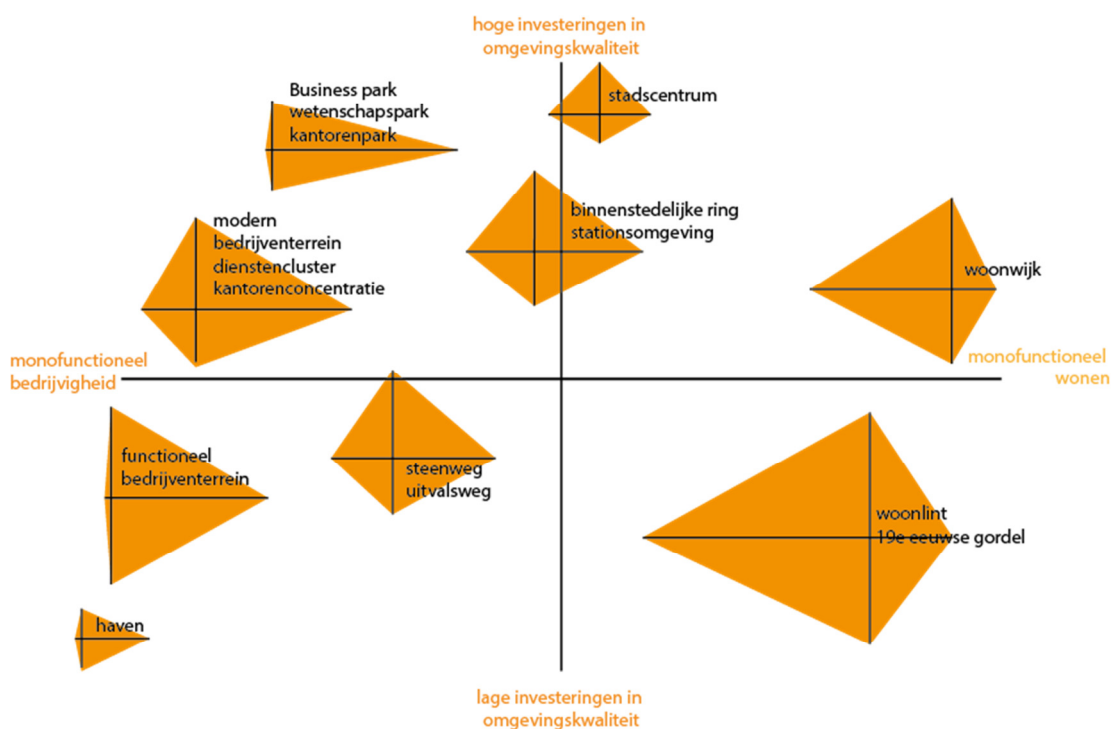 hoge investeringen in
omgevingskwaliteit
Business park
wetenschapspark
kantorenpark
stadscentrum
modern
bedrijventerrein
dienstencluster
kantorenconcentratie
binnenstedelijke ring
stationsomgeving
woonwijk
monofunctioneel
bedrijvigheid
monofunctioneel
wonen
functioneel
bedrijventerrein
steenweg
uitvalsweg
woonlint
19e eeuwse gordel
haven
lage investeringen in
omgevingskwaliteit